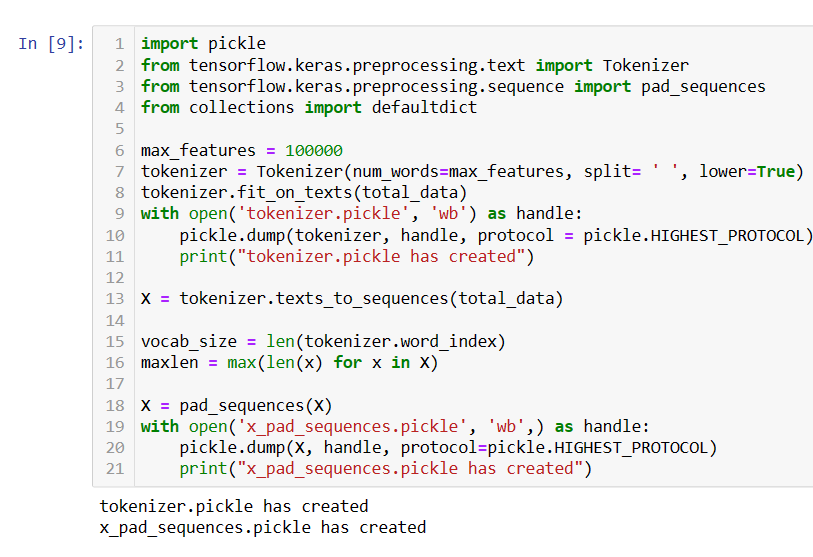 In [9]:
1 import pickle
2 from tensorflow.keras.preprocessing.text import Tokenizer
3 from tensorflow.keras.preprocessing.sequence import pad_sequences
4 from collections import defaultdict
5
6 max_features = 100000
7 tokenizer = Tokenizer(num_words=max_features, split= ' ', lower=True)
8 tokenizer.fit_on_texts(total_data)
9 with open('tokenizer.pickle', 'wb') as handle:
10     pickle.dump(tokenizer, handle, protocol = pickle.HIGHEST_PROTOCOL)
11     print("tokenizer.pickle has created")
12
13 X = tokenizer.texts_to_sequences(total_data)
14
15 vocab_size = len(tokenizer.word_index)
16 maxlen = max(len(x) for x in X)
17
18 X = pad_sequences(X)
19 with open('x_pad_sequences.pickle', 'wb',) as handle:
20     pickle.dump(X, handle, protocol=pickle.HIGHEST_PROTOCOL)
21     print("x_pad_sequences.pickle has created")
tokenizer.pickle has created
x_pad_sequences.pickle has created